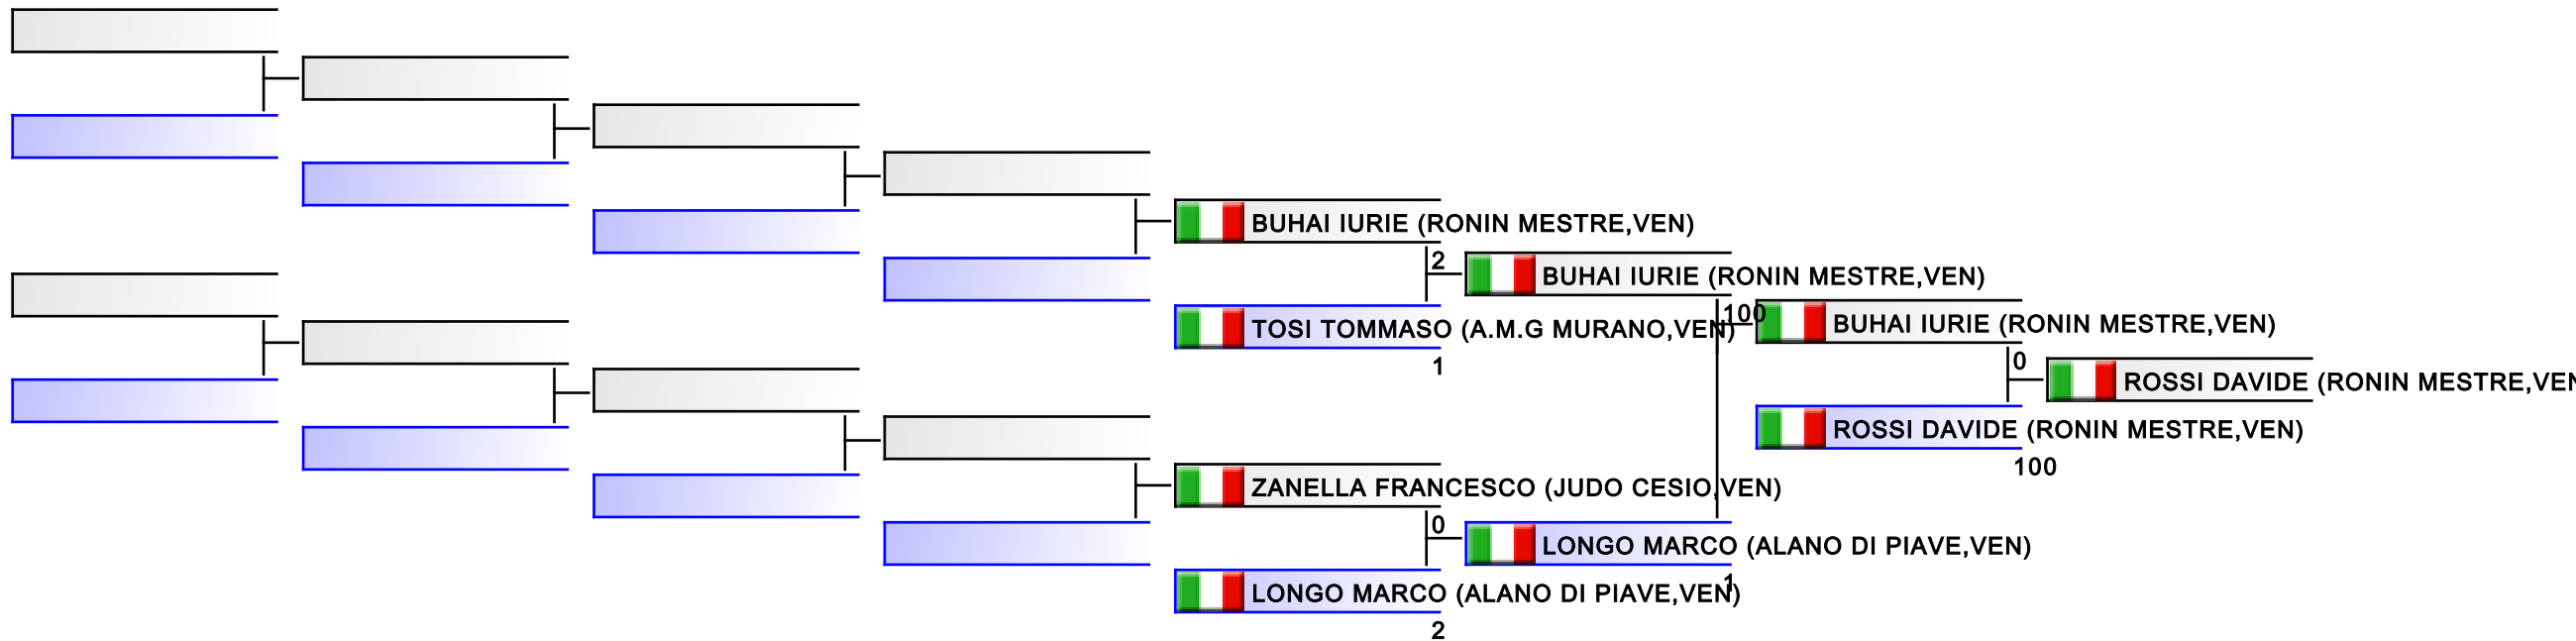 BUHAI IURIE (RONIN MESTRE,VEN)
2
BUHAI IURIE (RONIN MESTRE,VEN)
TOSI TOMMASO (A.M.G MURANO,VEN)
1
100
BUHAI IURIE (RONIN MESTRE,VEN)
0
ROSSI DAVIDE (RONIN MESTRE,VEN
ROSSI DAVIDE (RONIN MESTRE,VEN)
100
ZANELLA FRANCESCO (JUDO CESIO,VEN)
0
LONGO MARCO (ALANO DI PIAVE,VEN)
1
LONGO MARCO (ALANO DI PIAVE,VEN)
2